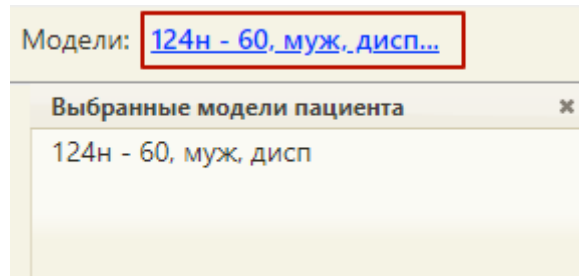 Модели: 124н - 60, муж, дисп...
Выбранные модели пациента
124н - 60, муж, дисп